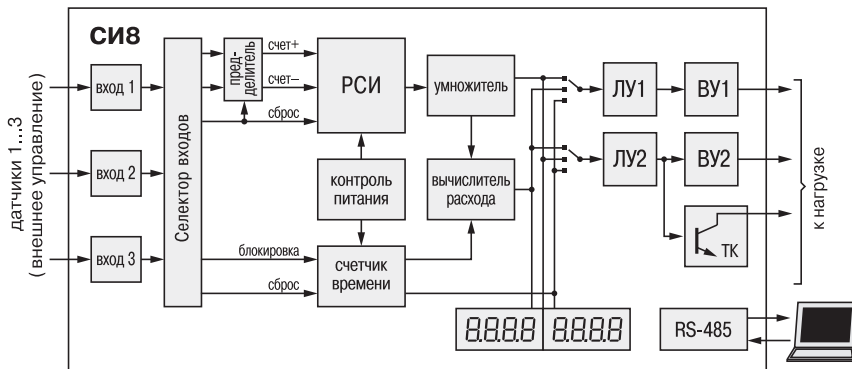 СИ8
датчики 1...3
(внешнее управление)
вход 1
вход 2
вход 3
Селектор входов
пред-
делитель
счет+
счет–
сброс
РСИ
умножитель
контроль
питания
вычислитель
расхода
блокировка
сброс
счетчик
времени
ЛУ1
ВУ1
ЛУ2
ВУ2
ТК
к нагрузке
8.8.8.8
8.8.8.8
RS-485